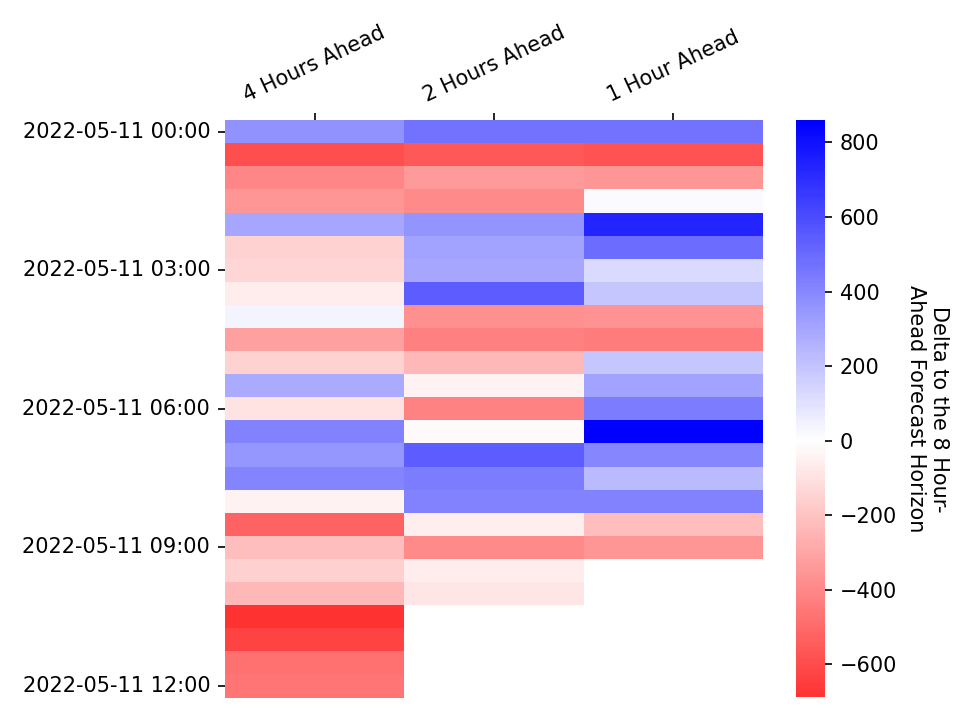 4 Hours Ahead
2 Hours Ahead
1 Hour Ahead
2022-05-11 00:00
2022-05-11 03:00
2022-05-11 06:00
2022-05-11 09:00
2022-05-11 12:00
800
600
400
200
0
−200
−400
−600
Delta to the 8 Hour-
Ahead Forecast Horizon